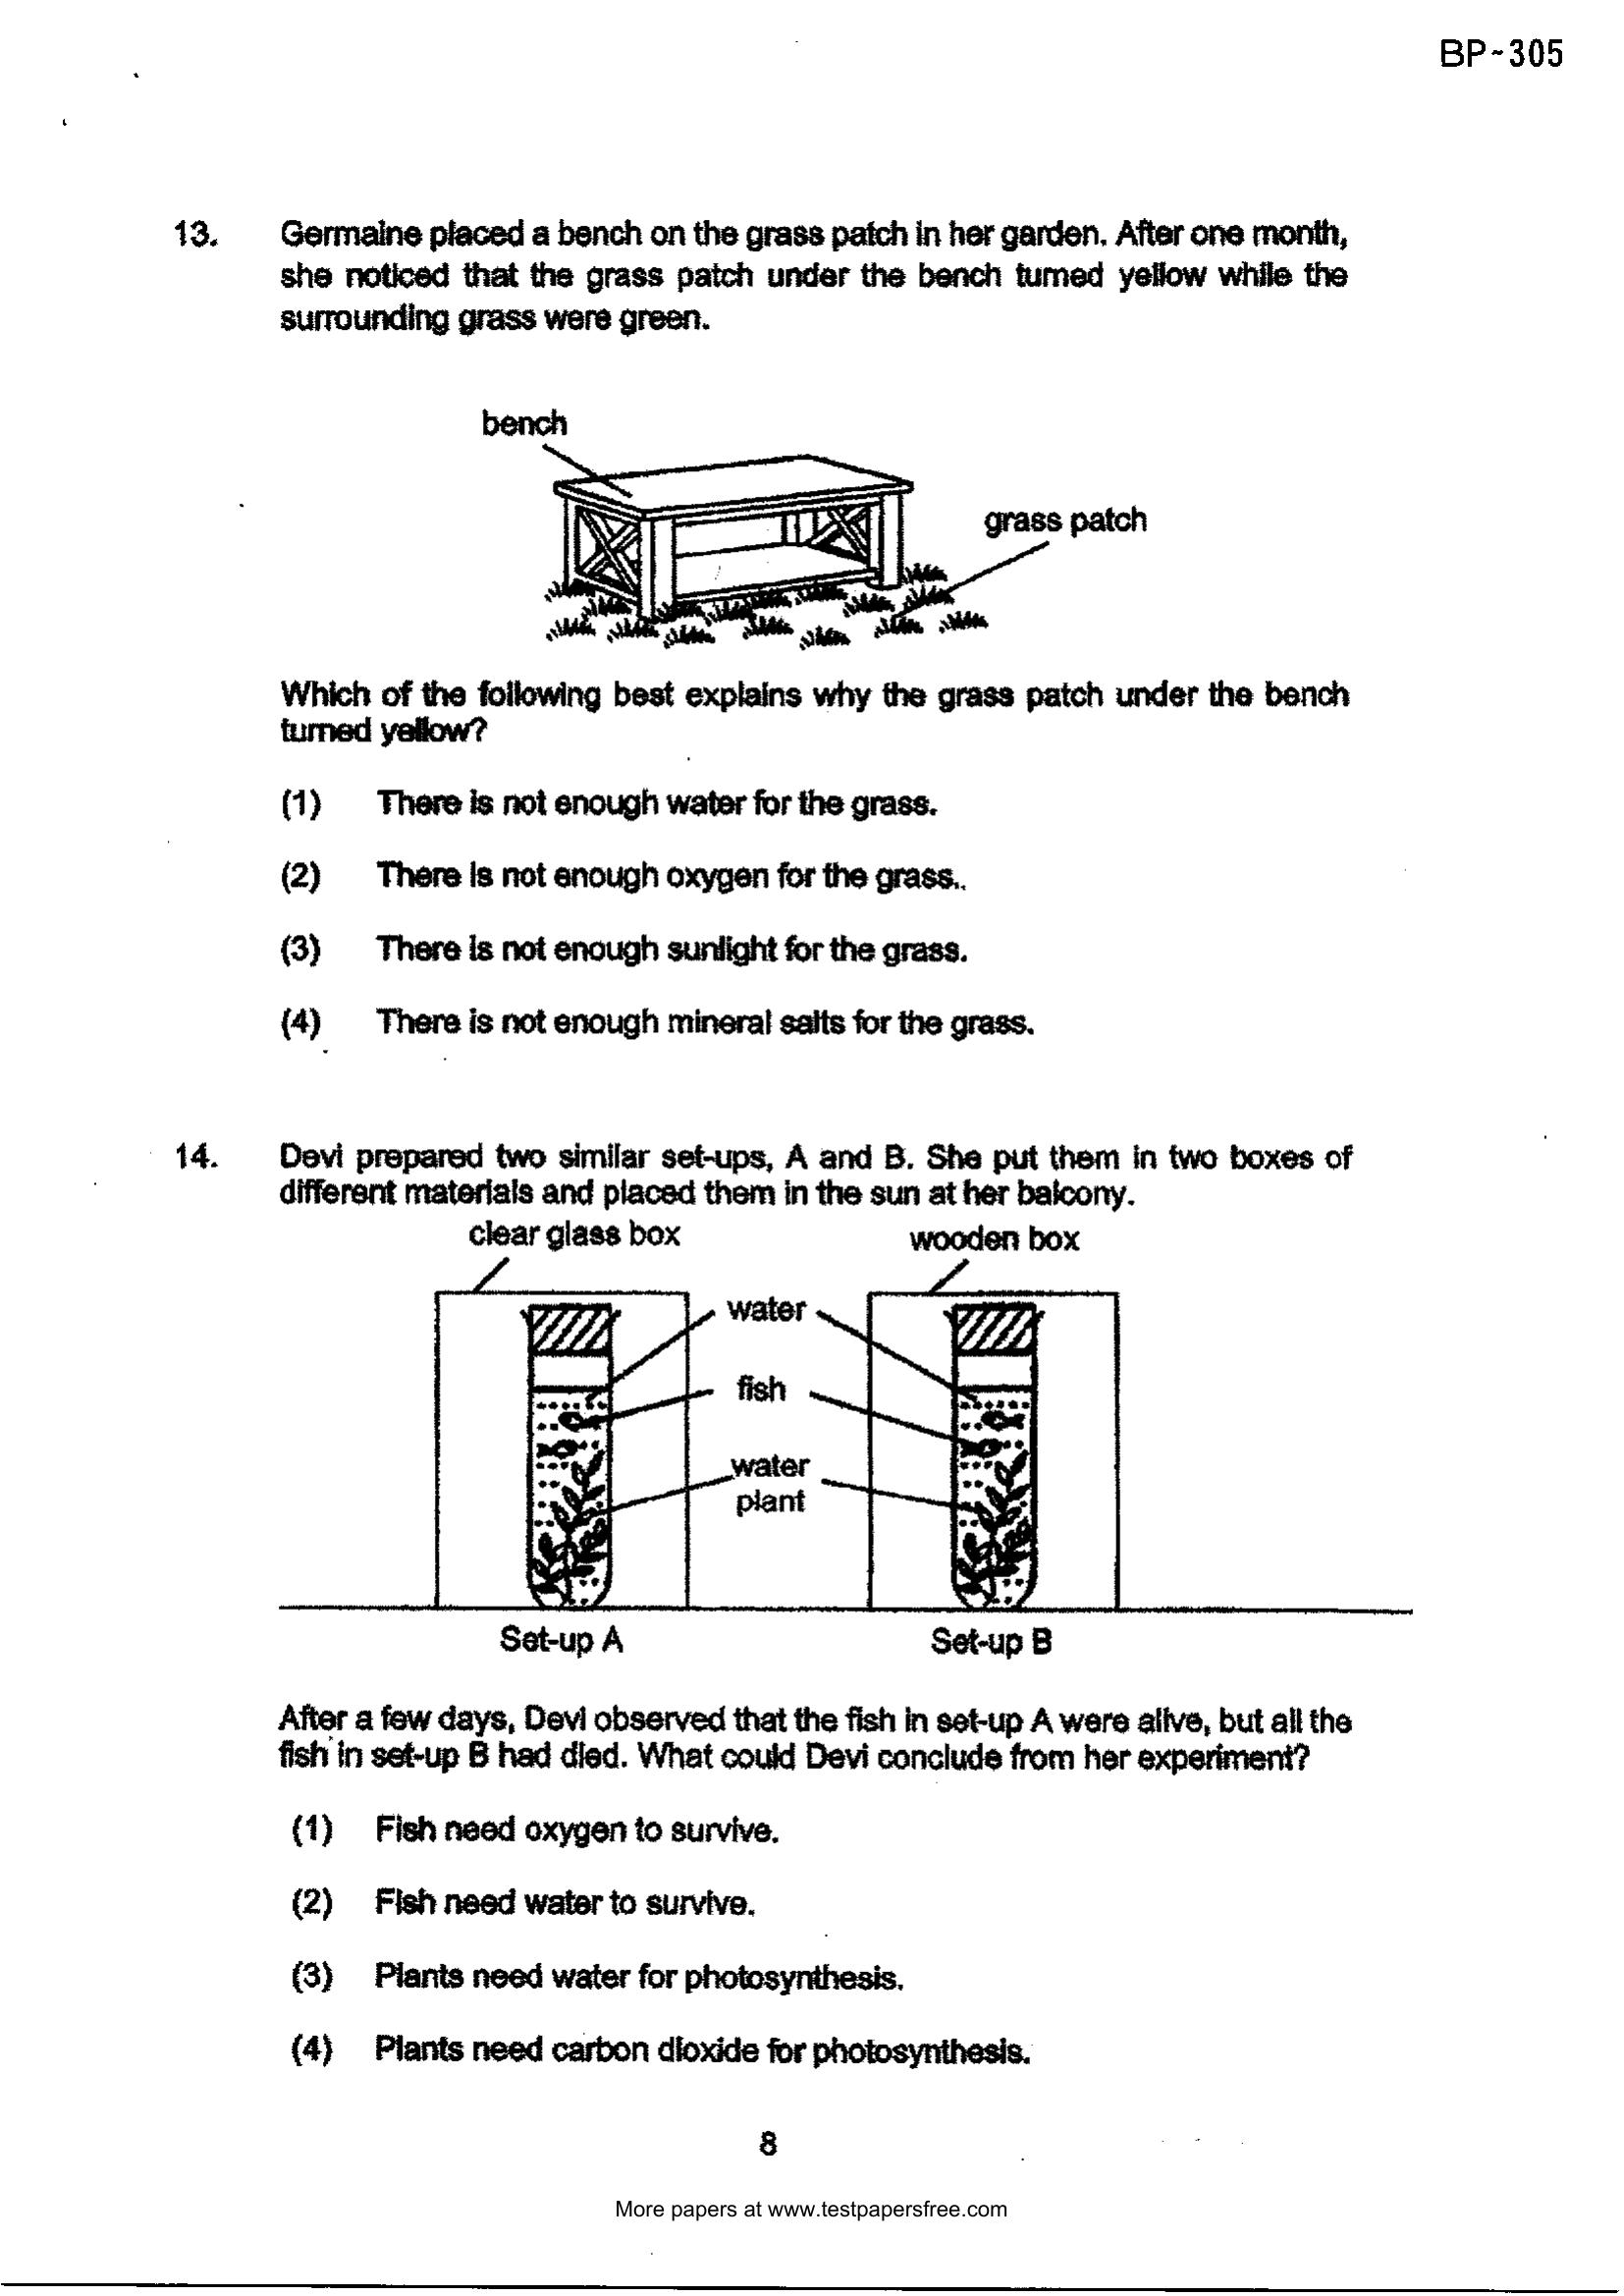 BP-305
13. Germaine placed a bench on the grass patch in her garden. After one month,
she noticed that the grass patch under the bench turned yellow while the
surrounding grass were green.
bench
grass patch
Which of the following best explains why the grass patch under the bench
turned yellow?
(1) There is not enough water for the grass.
(2) There is not enough oxygen for the grass..
(3) There is not enough sunlight for the grass.
(4) There is not enough mineral salts for the grass.
14. Devi prepared two similar set-ups, A and B. She put them in two boxes of
different materials and placed them in the sun at her balcony.
clear glass box
wooden box
water
fish
water
plant
Set-up A
Set-up B
After a few days, Devi observed that the fish in set-up A were alive, but all the
fish in set-up B had died. What could Devi conclude from her experiment?
(1) Fish need oxygen to survive.
(2) Fish need water to survive.
(3) Plants need water for photosynthesis.
(4) Plants need carbon dioxide for photosynthesis.
8
More papers at www.testpapersfree.com